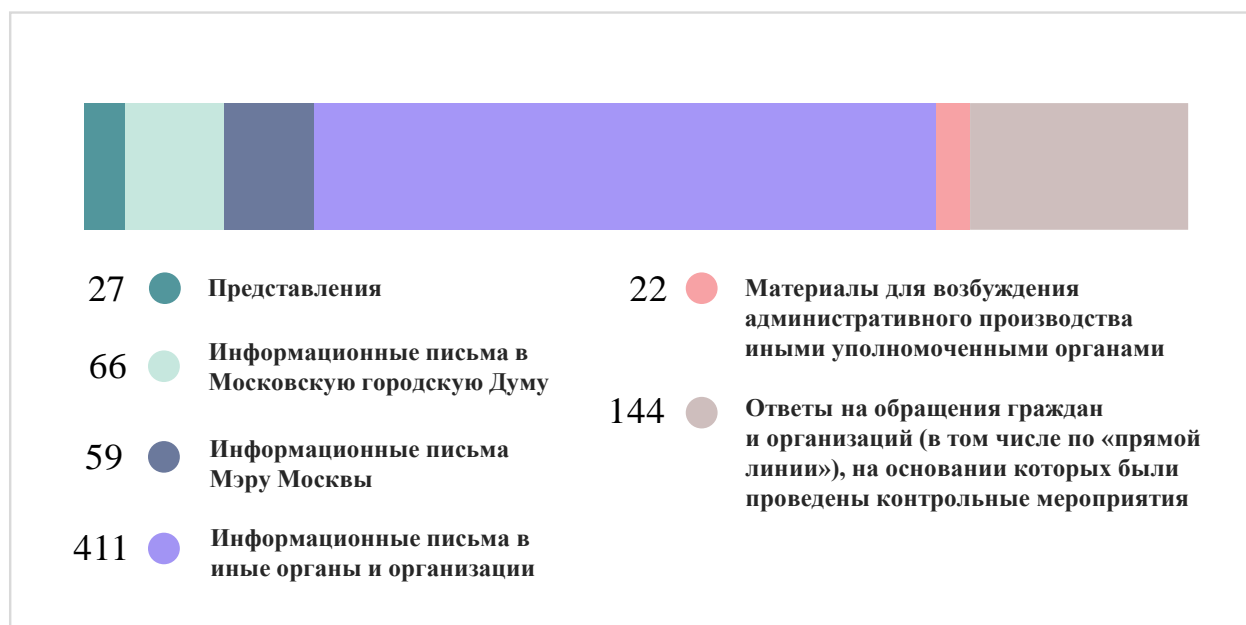 27
Представления
66
Информационные письма в
Московскую городскую Думу
59
Информационные письма
Мэру Москвы
411
Информационные письма в
иные органы и организации
22
Материалы для возбуждения
административного производства
иными уполномоченными органами
144
Ответы на обращения граждан
и организаций (в том числе по «прямой
линии»), на основании которых были
проведены контрольные мероприятия